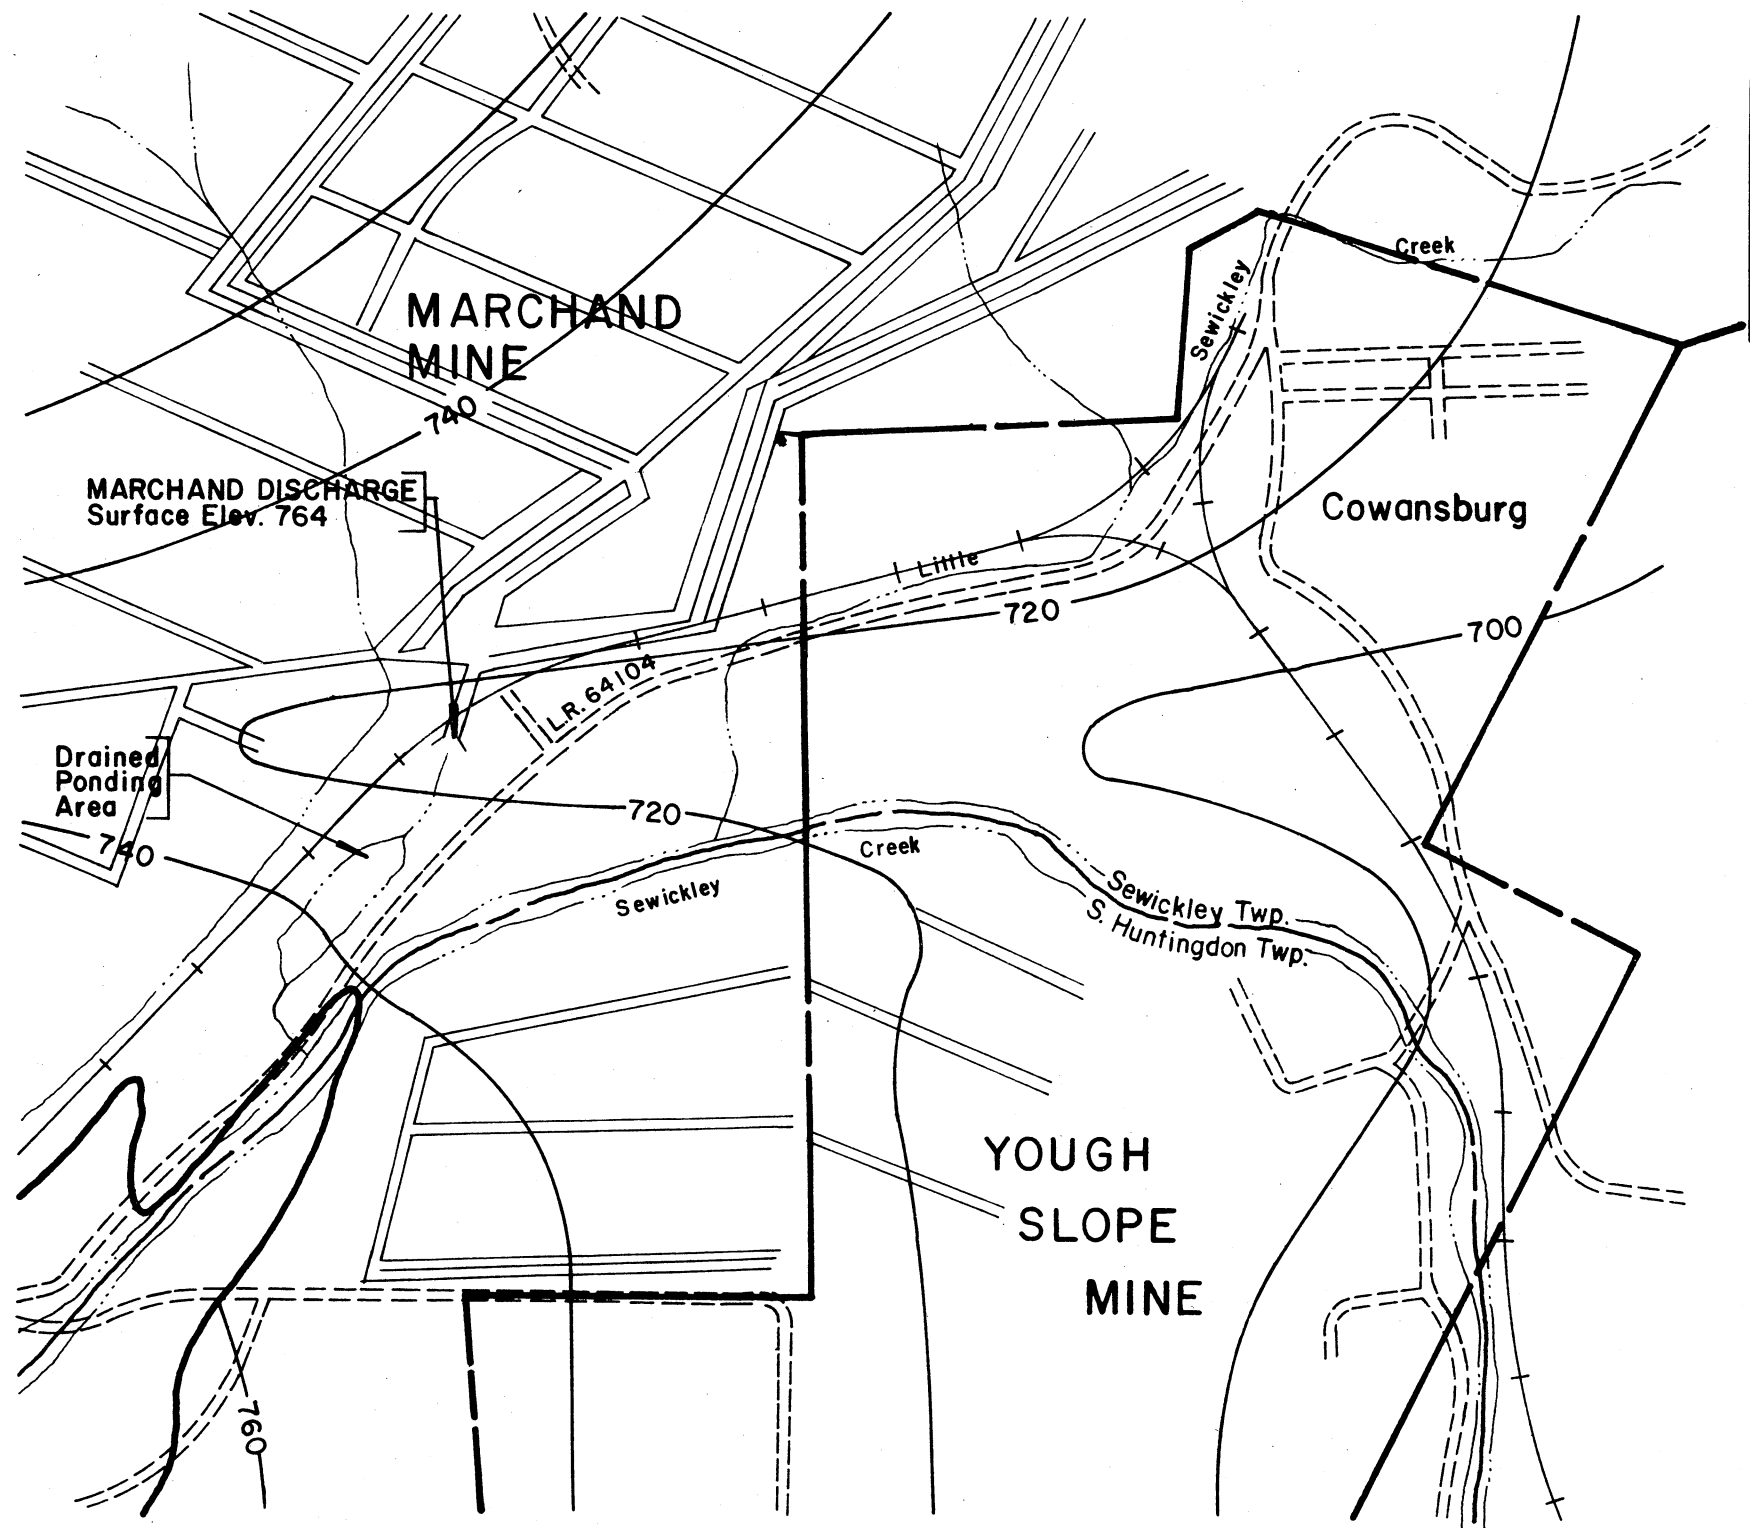 Creek
Sewickley
MARCHAND
MINE
740
MARCHAND DISCHARGE
Surface Elev. 764
Cowansburg
Little
720
700
L.R. 64104
Drained
Ponding
Area
720
740
Creek
Sewickley
Sewickley Twp.
S. Huntingdon Twp.
YOUGH
SLOPE
MINE
760